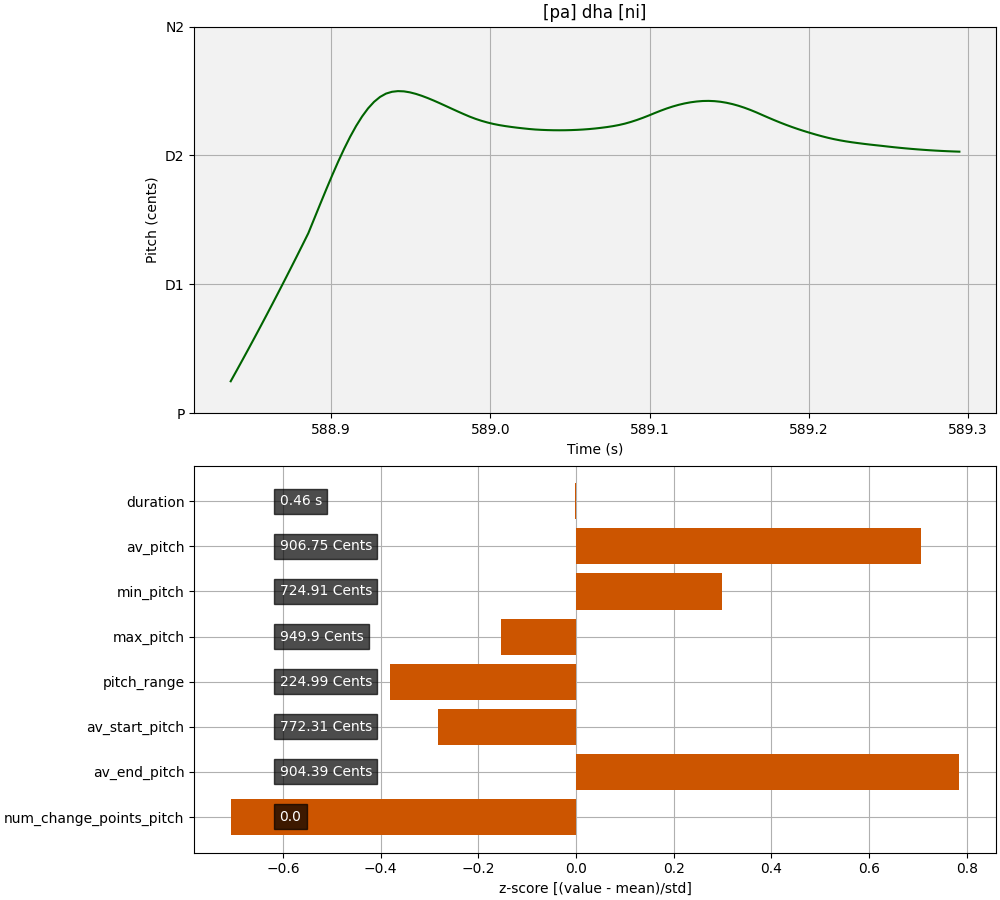 [pa] dha [ni]
N2
D2
D1
P
Pitch (cents)
588.9 589.0 589.1 589.2 589.3
Time (s)
duration 0.46 s
av_pitch 906.75 Cents
min_pitch 724.91 Cents
max_pitch 949.9 Cents
pitch_range 224.99 Cents
av_start_pitch 772.31 Cents
av_end_pitch 904.39 Cents
num_change_points_pitch 0.0
−0.6 −0.4 −0.2 0.0 0.2 0.4 0.6 0.8
z-score [(value - mean)/std]